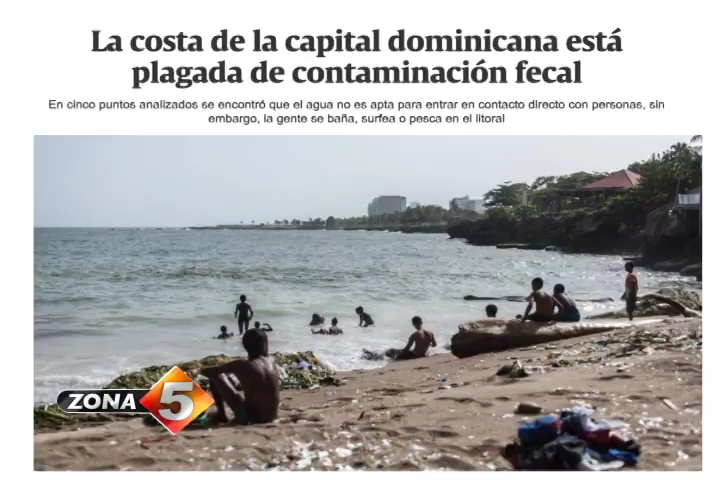 La costa de la capital dominicana está
plagada de contaminación fecal
En cinco puntos analizados se encontró que el agua no es apta para entrar en contacto directo con personas, sin
embargo, la gente se baña, surfea o pesca en el litoral
ZONA 5